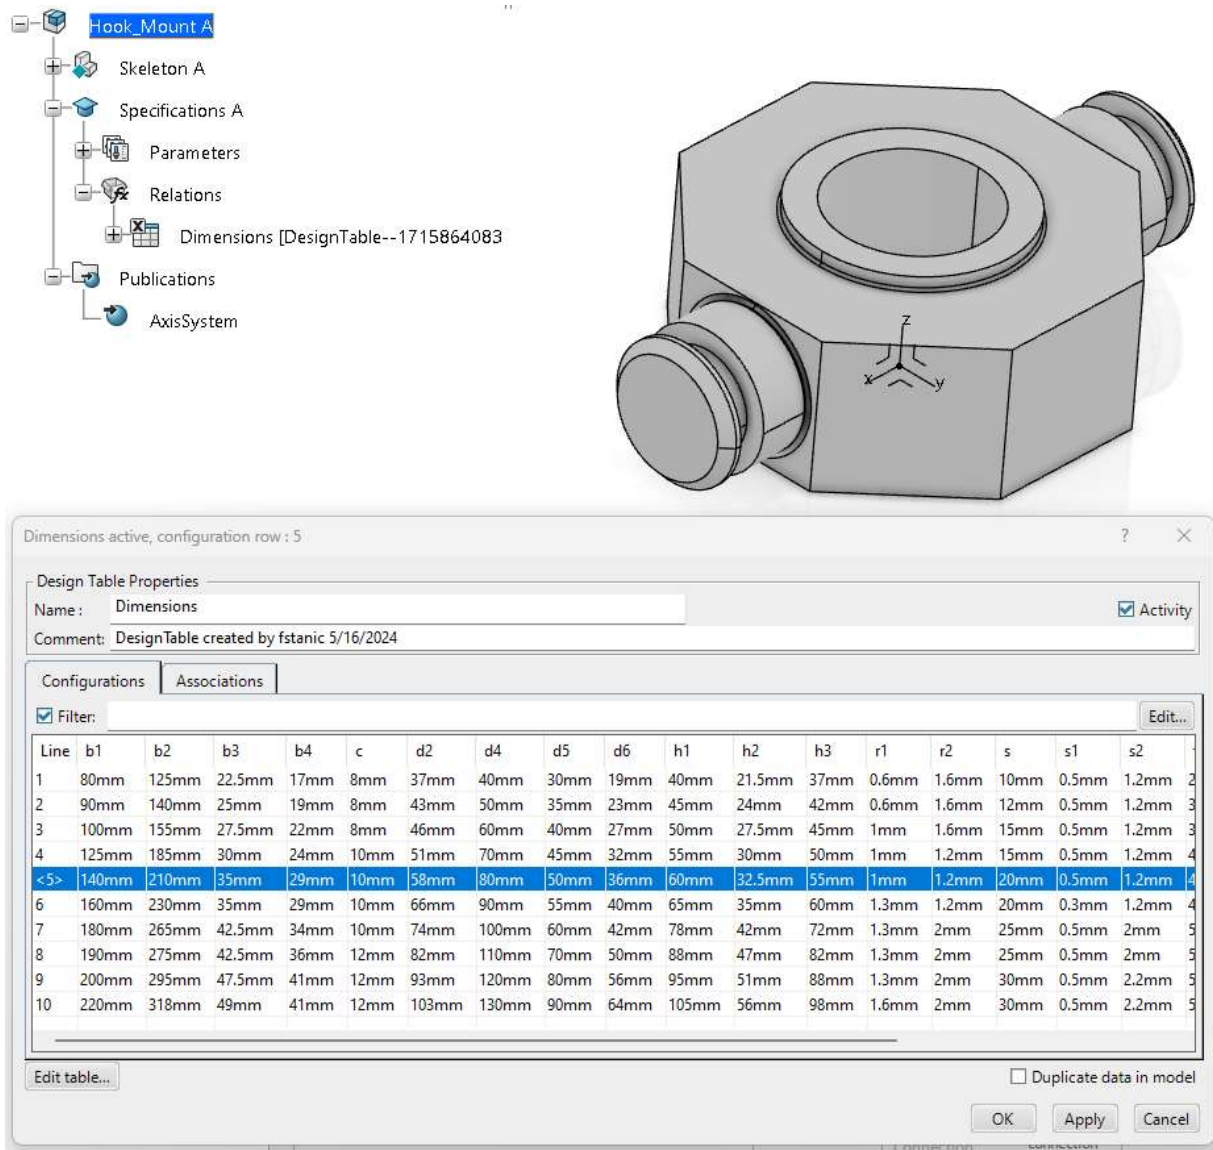 Hook_Mount A
Skeleton A
Specifications A
Parameters
Relations
Dimensions [DesignTable--1715864083
Publications
AxisSystem
z
x
y
Dimensions active, configuration row : 5
? ×
Design Table Properties
Name : Dimensions
Activity
Comment: DesignTable created by fstanic 5/16/2024
Configurations Associations
Filter: Edit...
Line b1 b2 b3 b4 c d2 d4 d5 d6 h1 h2 h3 r1 r2 s s1 s2
1 80mm 125mm 22.5mm 17mm 8mm 37mm 40mm 30mm 19mm 40mm 21.5mm 37mm 0.6mm 1.6mm 10mm 0.5mm 1.2mm 2
2 90mm 140mm 25mm 19mm 8mm 43mm 50mm 35mm 23mm 45mm 24mm 42mm 0.6mm 1.6mm 12mm 0.5mm 1.2mm 3
3 100mm 155mm 27.5mm 22mm 8mm 46mm 60mm 40mm 27mm 50mm 27.5mm 45mm 1mm 1.6mm 15mm 0.5mm 1.2mm 3
4 125mm 185mm 30mm 24mm 10mm 51mm 70mm 45mm 32mm 55mm 30mm 50mm 1mm 1.2mm 15mm 0.5mm 1.2mm 4
<5> 140mm 210mm 35mm 29mm 10mm 58mm 80mm 50mm 36mm 60mm 32.5mm 55mm 1mm 1.2mm 20mm 0.5mm 1.2mm 4
6 160mm 230mm 35mm 29mm 10mm 66mm 90mm 55mm 40mm 65mm 35mm 60mm 1.3mm 1.2mm 20mm 0.3mm 1.2mm 4
7 180mm 265mm 42.5mm 34mm 10mm 74mm 100mm 60mm 42mm 78mm 42mm 72mm 1.3mm 2mm 25mm 0.5mm 2mm 5
8 190mm 275mm 42.5mm 36mm 12mm 82mm 110mm 70mm 50mm 88mm 47mm 82mm 1.3mm 2mm 25mm 0.5mm 2mm 5
9 200mm 295mm 47.5mm 41mm 12mm 93mm 120mm 80mm 56mm 95mm 51mm 88mm 1.3mm 2mm 30mm 0.5mm 2.2mm 5
10 220mm 318mm 49mm 41mm 12mm 103mm 130mm 90mm 64mm 105mm 56mm 98mm 1.6mm 2mm 30mm 0.5mm 2.2mm 5
Edit table...
Duplicate data in model
OK Apply Cancel